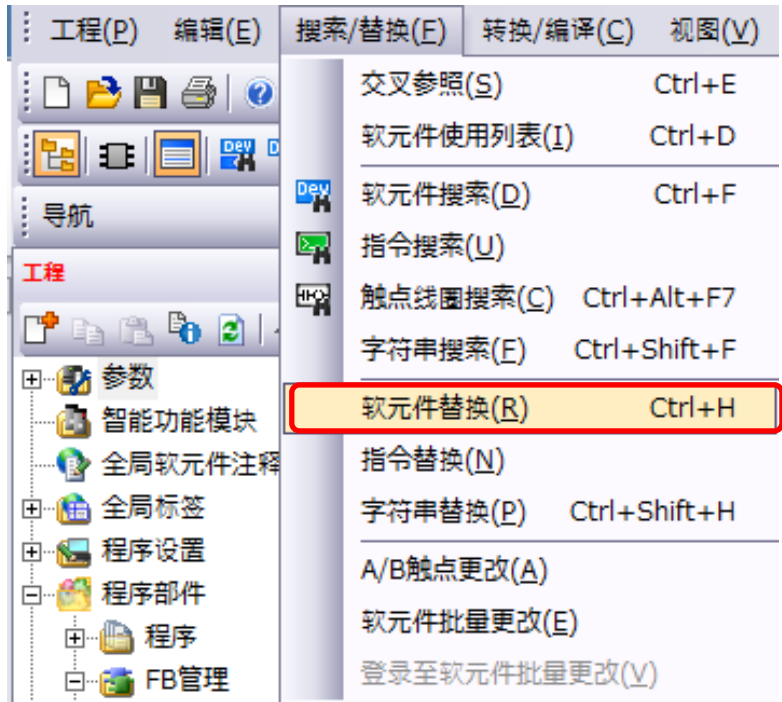 工程(P) 编辑(E) 搜索/替换(F) 转换/编译(C) 视图(V)
交叉参照(S) Ctrl+E
软元件使用列表(I) Ctrl+D
软元件搜索(D) Ctrl+F
指令搜索(U)
触点线圈搜索(C) Ctrl+Alt+F7
字符串搜索(F) Ctrl+Shift+F
软元件替换(R) Ctrl+H
指令替换(N)
字符串替换(P) Ctrl+Shift+H
A/B触点更改(A)
软元件批量更改(E)
登录至软元件批量更改(V)
Dev
Dev
导航
工程
参数
智能功能模块
全局软元件注释
全局标签
程序设置
程序部件
程序
FB管理